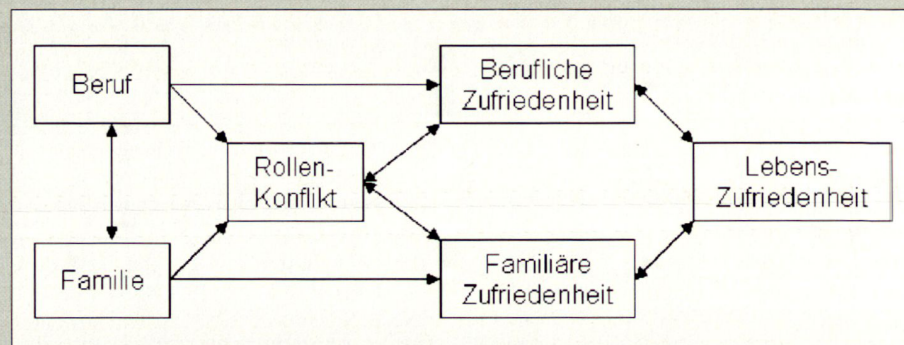 Beruf
Berufliche
Zufriedenheit
Rollen-
Konflikt
Lebens-
Zufriedenheit
Familie
Familiäre
Zufriedenheit